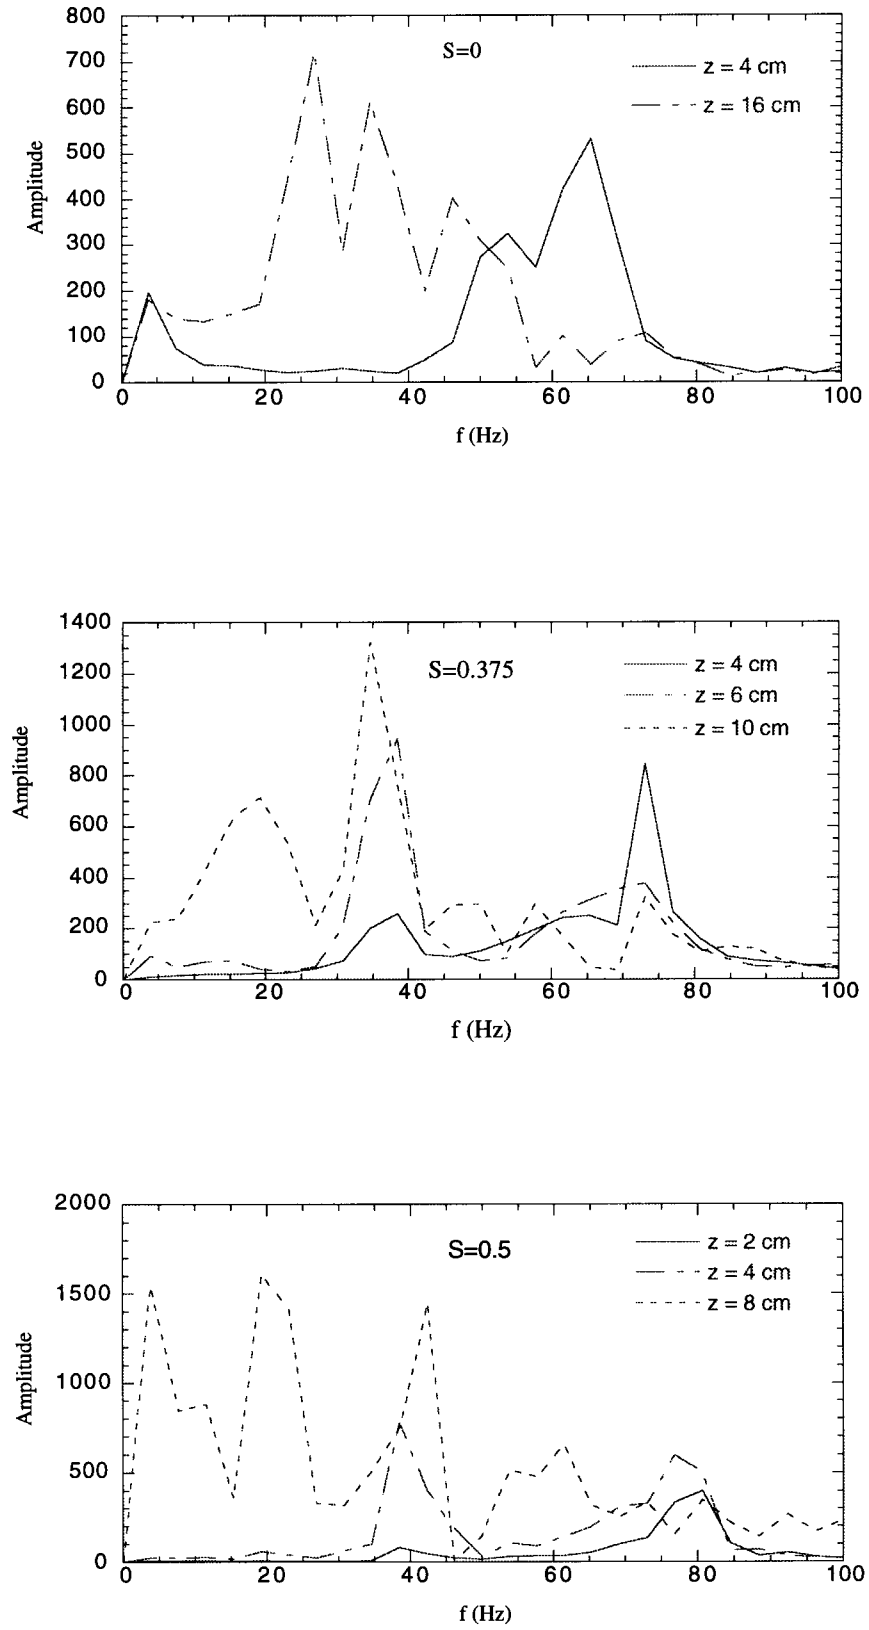 800
700
600
500
400
300
200
100
0
Amplitude
S=0
z = 4 cm
z = 16 cm
0 20 40 60 80 100
f (Hz)
1400
1200
1000
800
600
400
200
0
Amplitude
S=0.375
z = 4 cm
z = 6 cm
z = 10 cm
0 20 40 60 80 100
f (Hz)
2000
1500
1000
500
0
Amplitude
S=0.5
z = 2 cm
z = 4 cm
z = 8 cm
0 20 40 60 80 100
f (Hz)